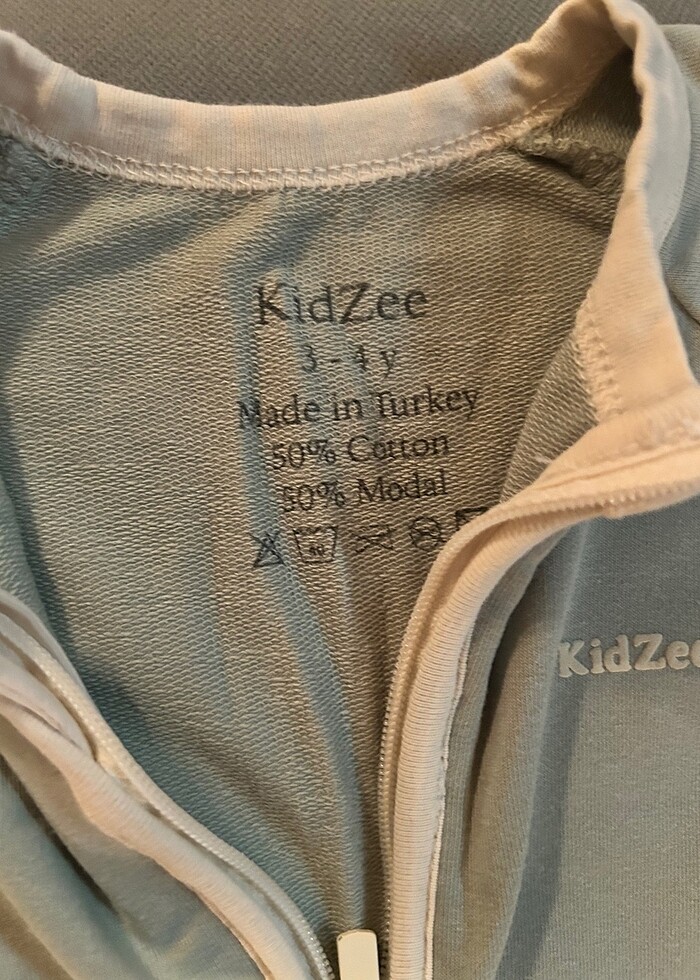 KidZee
3 - 4 y
Made in Turkey
50% Cotton
50% Modal
KidZee